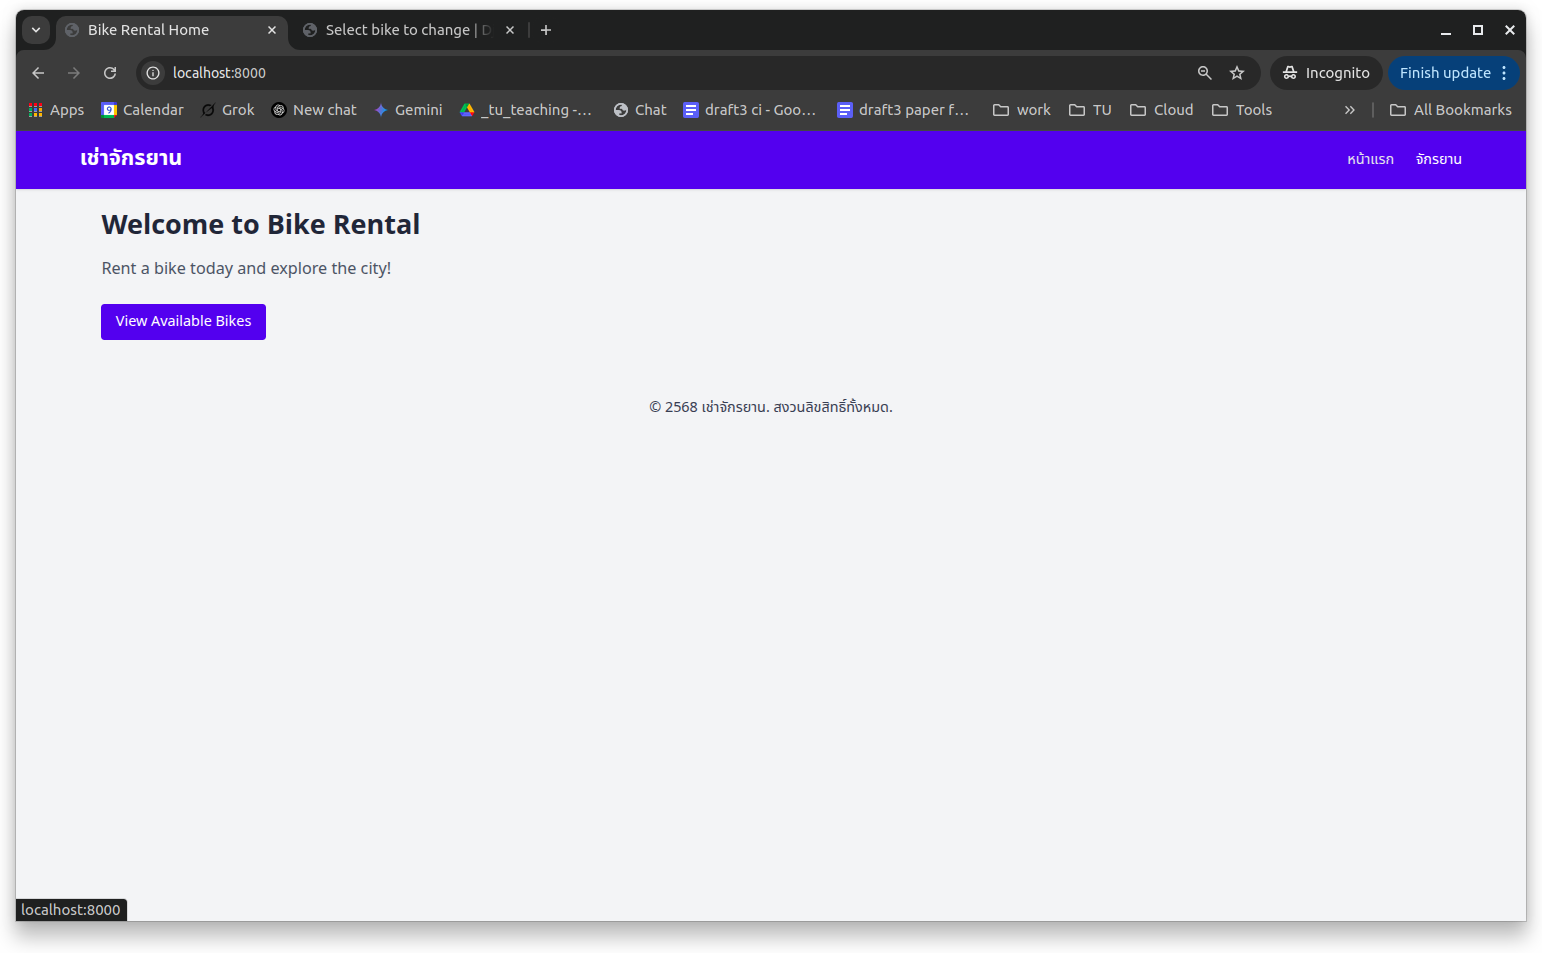 Bike Rental Home
Select bike to change | D
localhost:8000
Incognito
Finish update
Apps
Calendar
Grok
New chat
Gemini
_tu_teaching -...
Chat
draft3 ci - Goo...
draft3 paper f...
work
TU
Cloud
Tools
All Bookmarks
เช่าจักรยาน
หน้าแรก
จักรยาน
Welcome to Bike Rental
Rent a bike today and explore the city!
View Available Bikes
© 2568 เช่าจักรยาน. สงวนลิขสิทธิ์ทั้งหมด.
localhost:8000